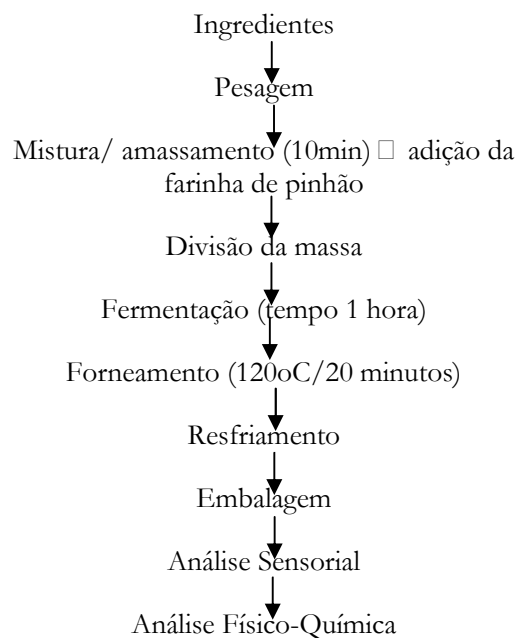 Ingredientes
Pesagem
Mistura/ amassamento (10min) □ adição da
farinha de pinhão
Divisão da massa
Fermentação (tempo 1 hora)
Forneamento (120oC/20 minutos)
Resfriamento
Embalagem
Análise Sensorial
Análise Físico-Química